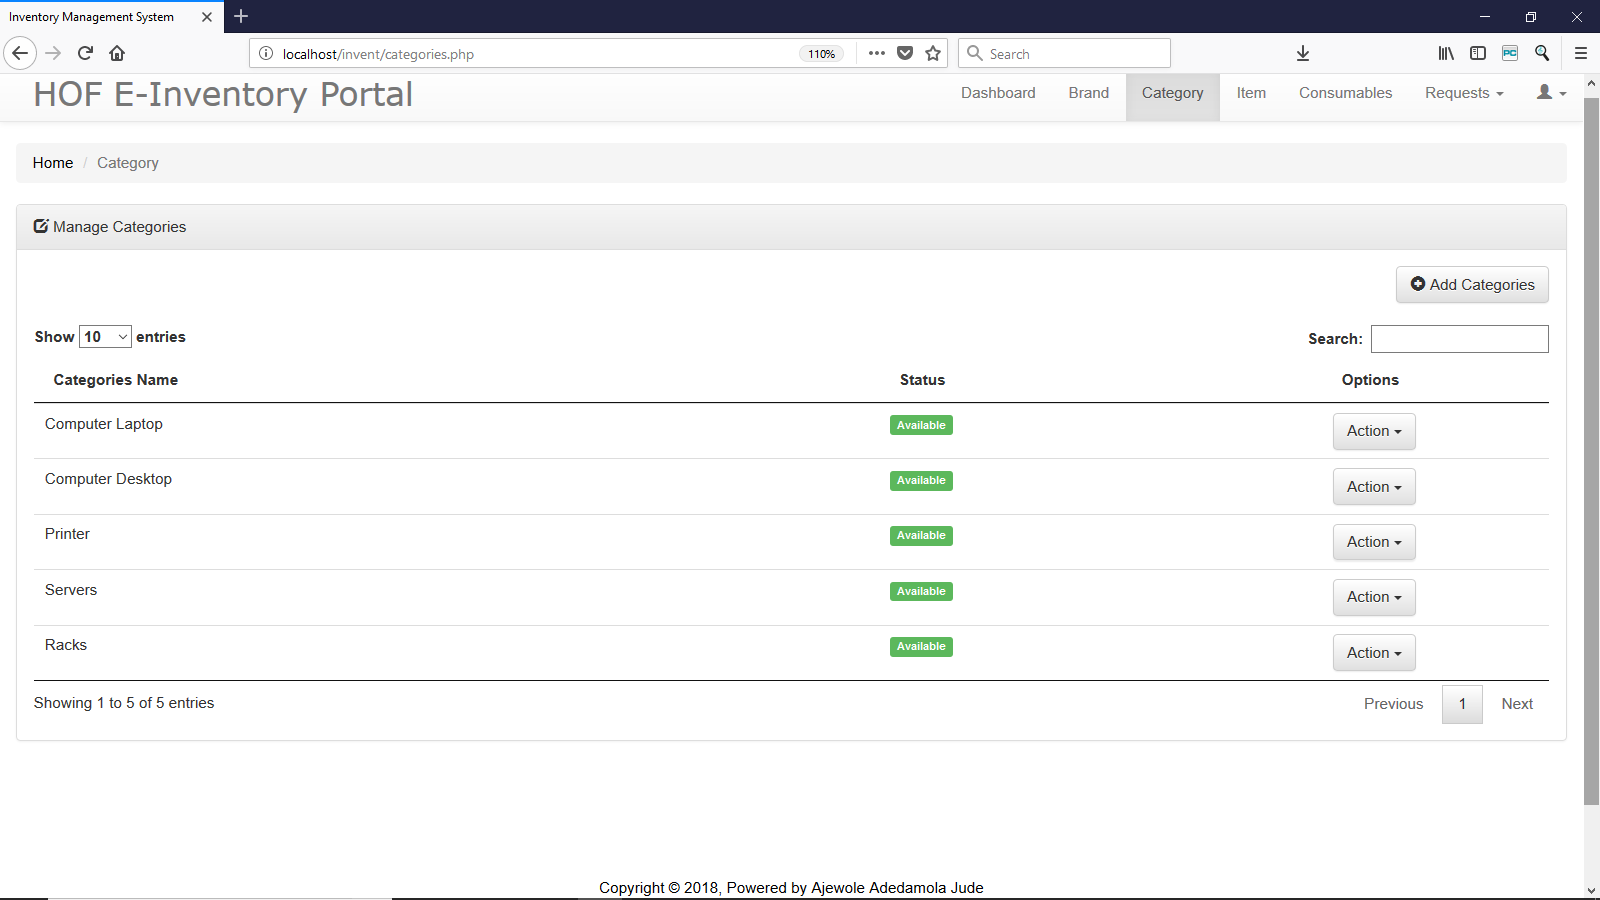 Inventory Management System
localhost/invent/categories.php
110%
Search
PC
HOF E-Inventory Portal
Dashboard Brand Category Item Consumables Requests
Home / Category
Manage Categories
Add Categories
Show 10 entries
Search:
Categories Name Status Options
Computer Laptop Available Action
Computer Desktop Available Action
Printer Available Action
Servers Available Action
Racks Available Action
Showing 1 to 5 of 5 entries
Previous 1 Next
Copyright © 2018, Powered by Ajewole Adedamola Jude